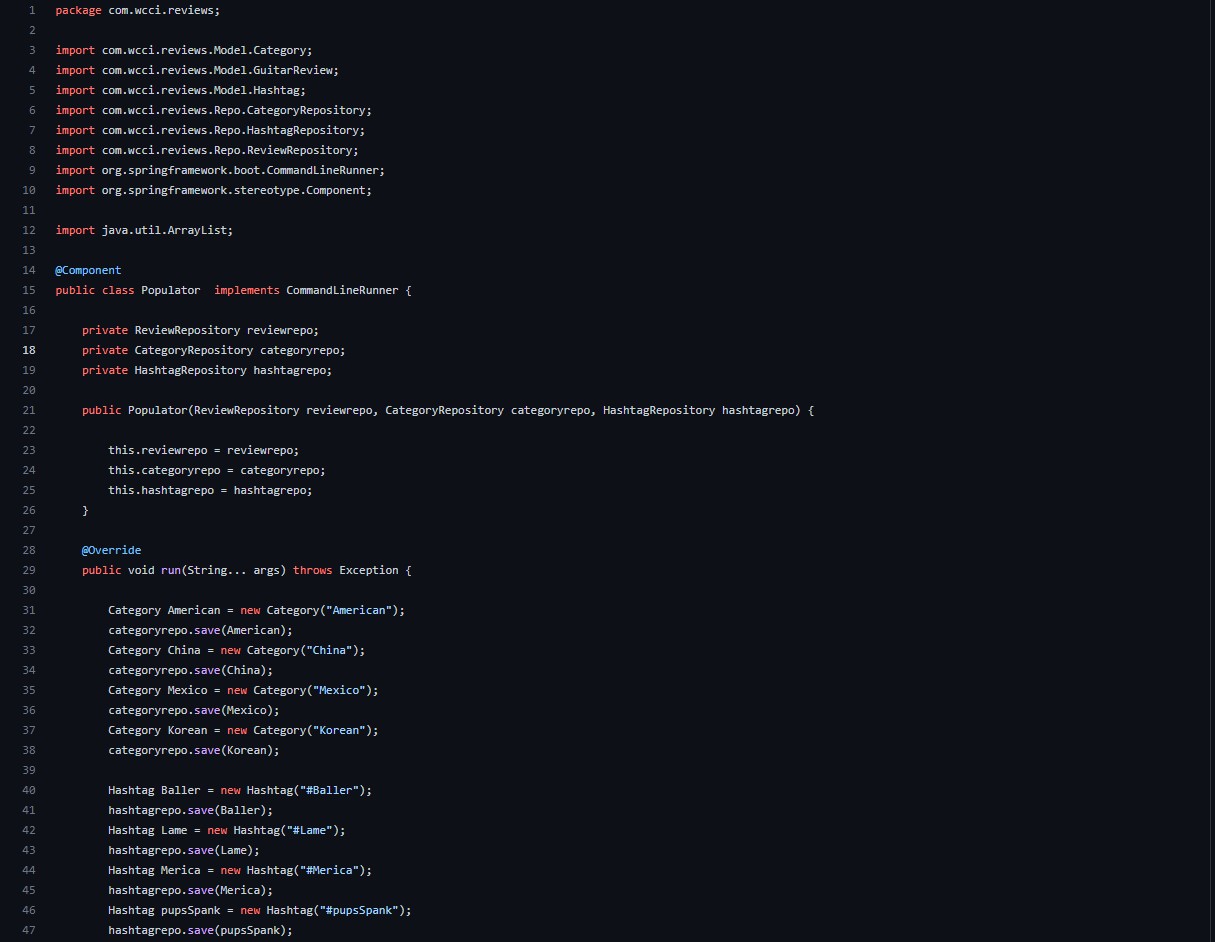 1 package com.wcci.reviews;
2
3 import com.wcci.reviews.Model.Category;
4 import com.wcci.reviews.Model.GuitarReview;
5 import com.wcci.reviews.Model.Hashtag;
6 import com.wcci.reviews.Repo.CategoryRepository;
7 import com.wcci.reviews.Repo.HashtagRepository;
8 import com.wcci.reviews.Repo.ReviewRepository;
9 import org.springframework.boot.CommandLineRunner;
10 import org.springframework.stereotype.Component;
11
12 import java.util.ArrayList;
13
14 @Component
15 public class Populator  implements CommandLineRunner {
16
17     private ReviewRepository reviewrepo;
18     private CategoryRepository categoryrepo;
19     private HashtagRepository hashtagrepo;
20
21     public Populator(ReviewRepository reviewrepo, CategoryRepository categoryrepo, HashtagRepository hashtagrepo) {
22
23         this.reviewrepo = reviewrepo;
24         this.categoryrepo = categoryrepo;
25         this.hashtagrepo = hashtagrepo;
26     }
27
28     @Override
29     public void run(String... args) throws Exception {
30
31         Category American = new Category("American");
32         categoryrepo.save(American);
33         Category China = new Category("China");
34         categoryrepo.save(China);
35         Category Mexico = new Category("Mexico");
36         categoryrepo.save(Mexico);
37         Category Korean = new Category("Korean");
38         categoryrepo.save(Korean);
39
40         Hashtag Baller = new Hashtag("#Baller");
41         hashtagrepo.save(Baller);
42         Hashtag Lame = new Hashtag("#Lame");
43         hashtagrepo.save(Lame);
44         Hashtag Merica = new Hashtag("#Merica");
45         hashtagrepo.save(Merica);
46         Hashtag pupsSpank = new Hashtag("#pupsSpank");
47         hashtagrepo.save(pupsSpank);